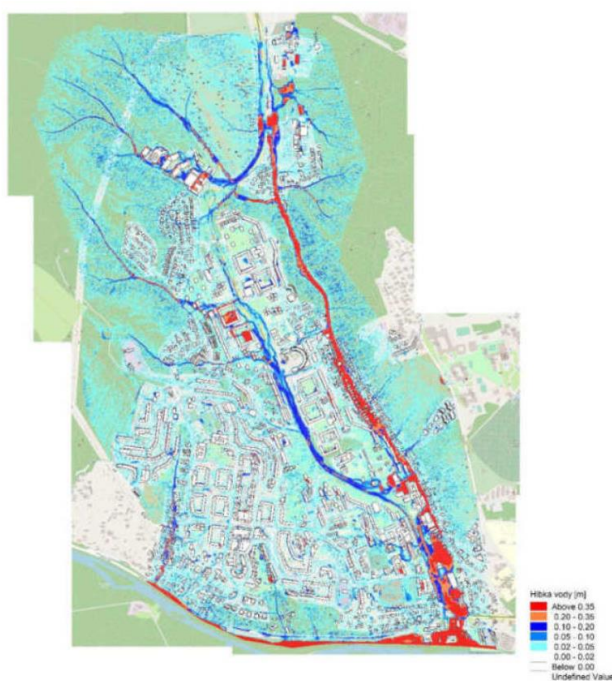 Hĺbka vody [m]
Above 0.35
0.20 - 0.35
0.10 - 0.20
0.05 - 0.10
0.02 - 0.05
0.00 - 0.02
Below 0.00
Undefined Value